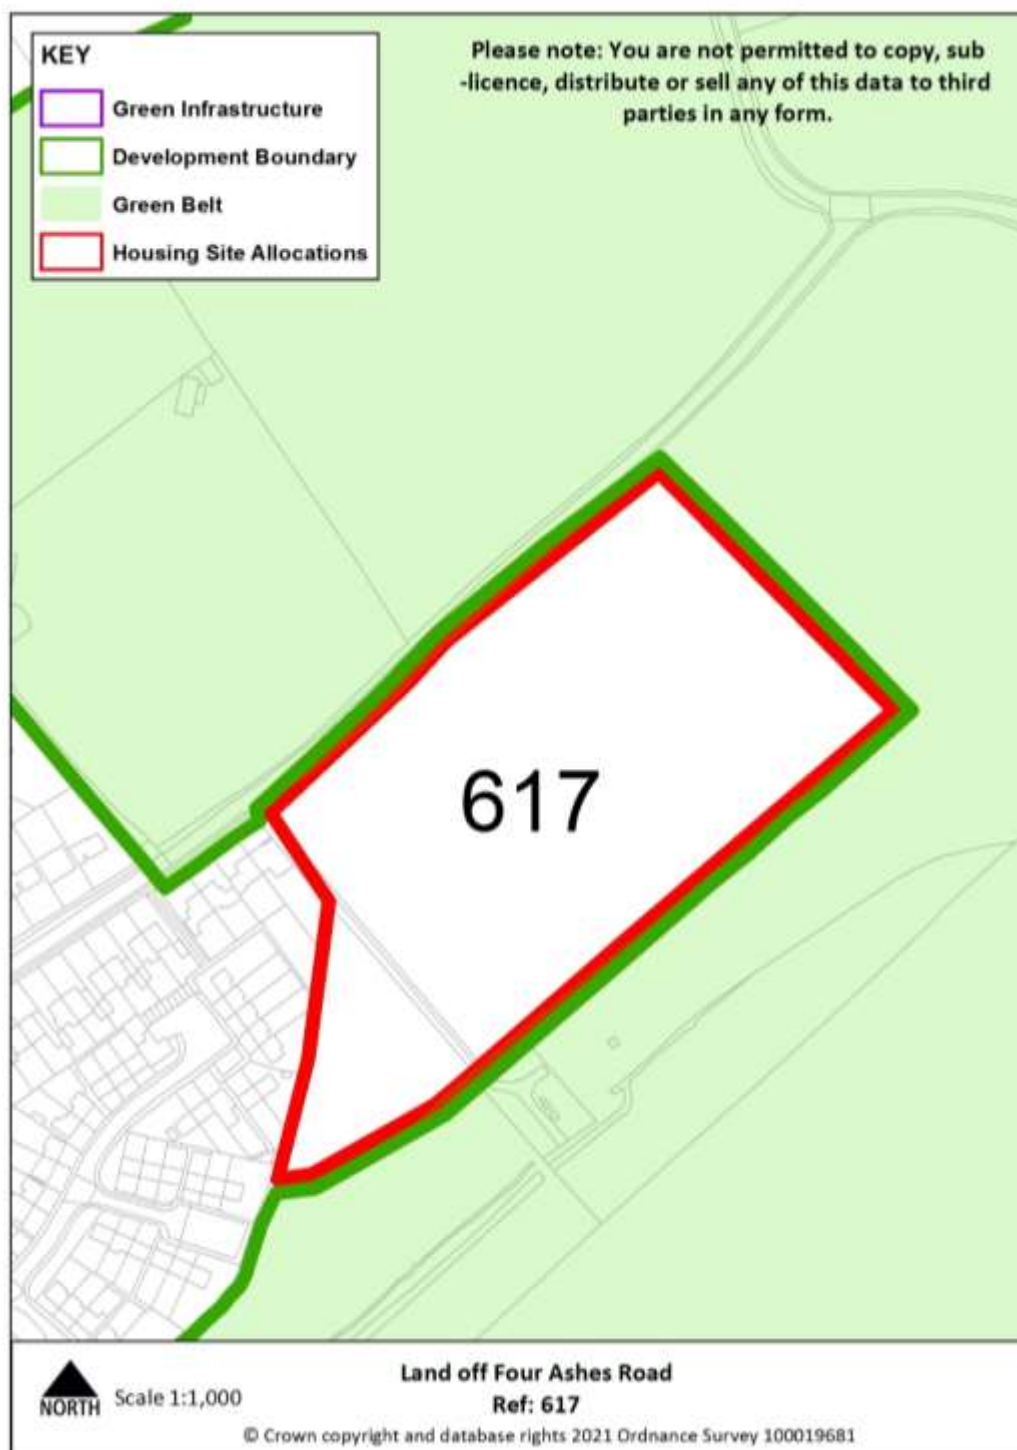 KEY
Green Infrastructure
Development Boundary
Green Belt
Housing Site Allocations
Please note: You are not permitted to copy, sub
-licence, distribute or sell any of this data to third
parties in any form.
617
NORTH
Scale 1:1,000
Land off Four Ashes Road
Ref: 617
© Crown copyright and database rights 2021 Ordnance Survey 100019681